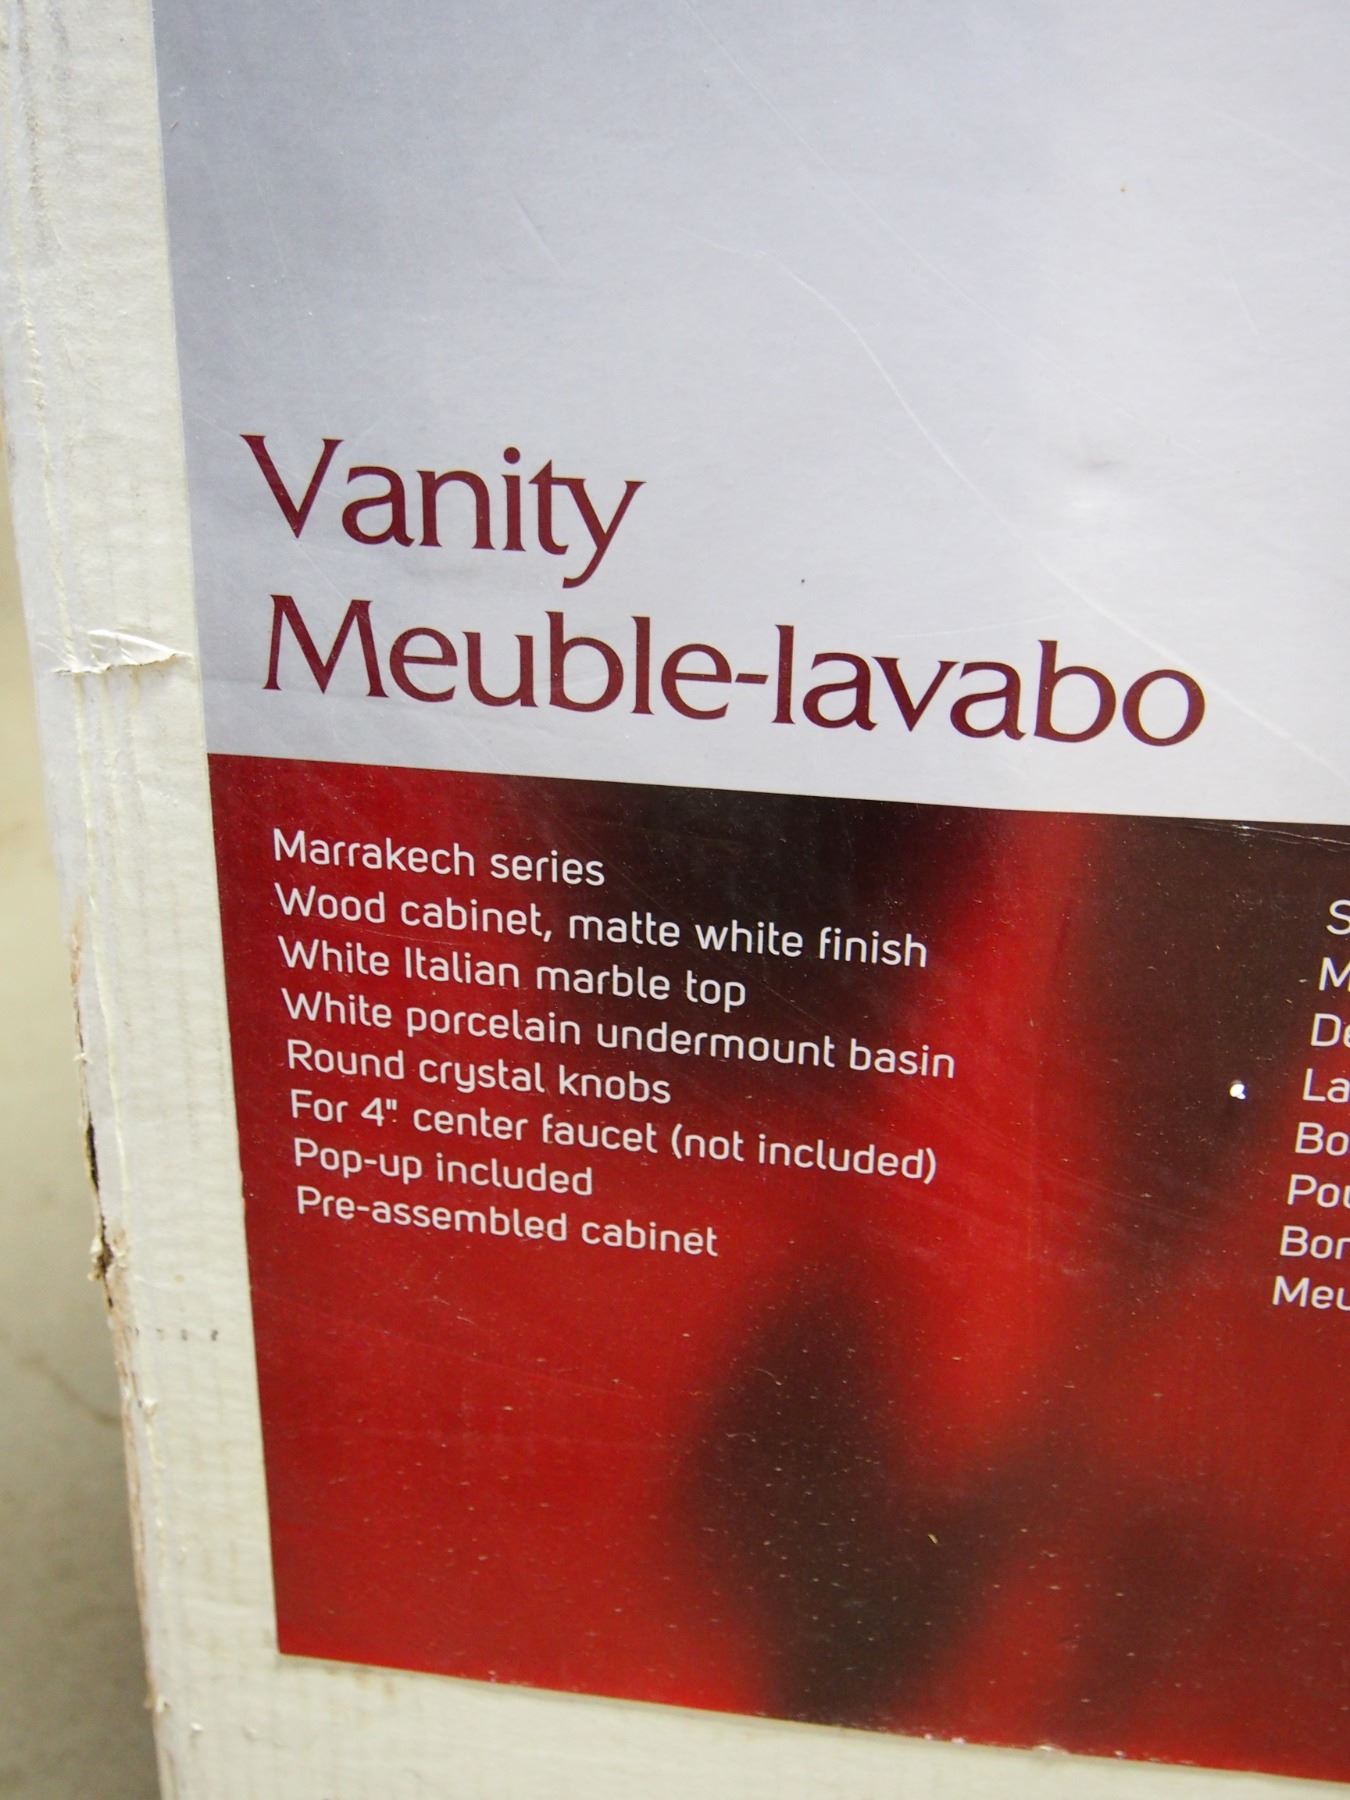 Vanity
Meuble-lavabo
Marrakech series
Wood cabinet, matte white finish
White Italian marble top
White porcelain undermount basin
Round crystal knobs
For 4" center faucet (not included)
Pop-up included
Pre-assembled cabinet